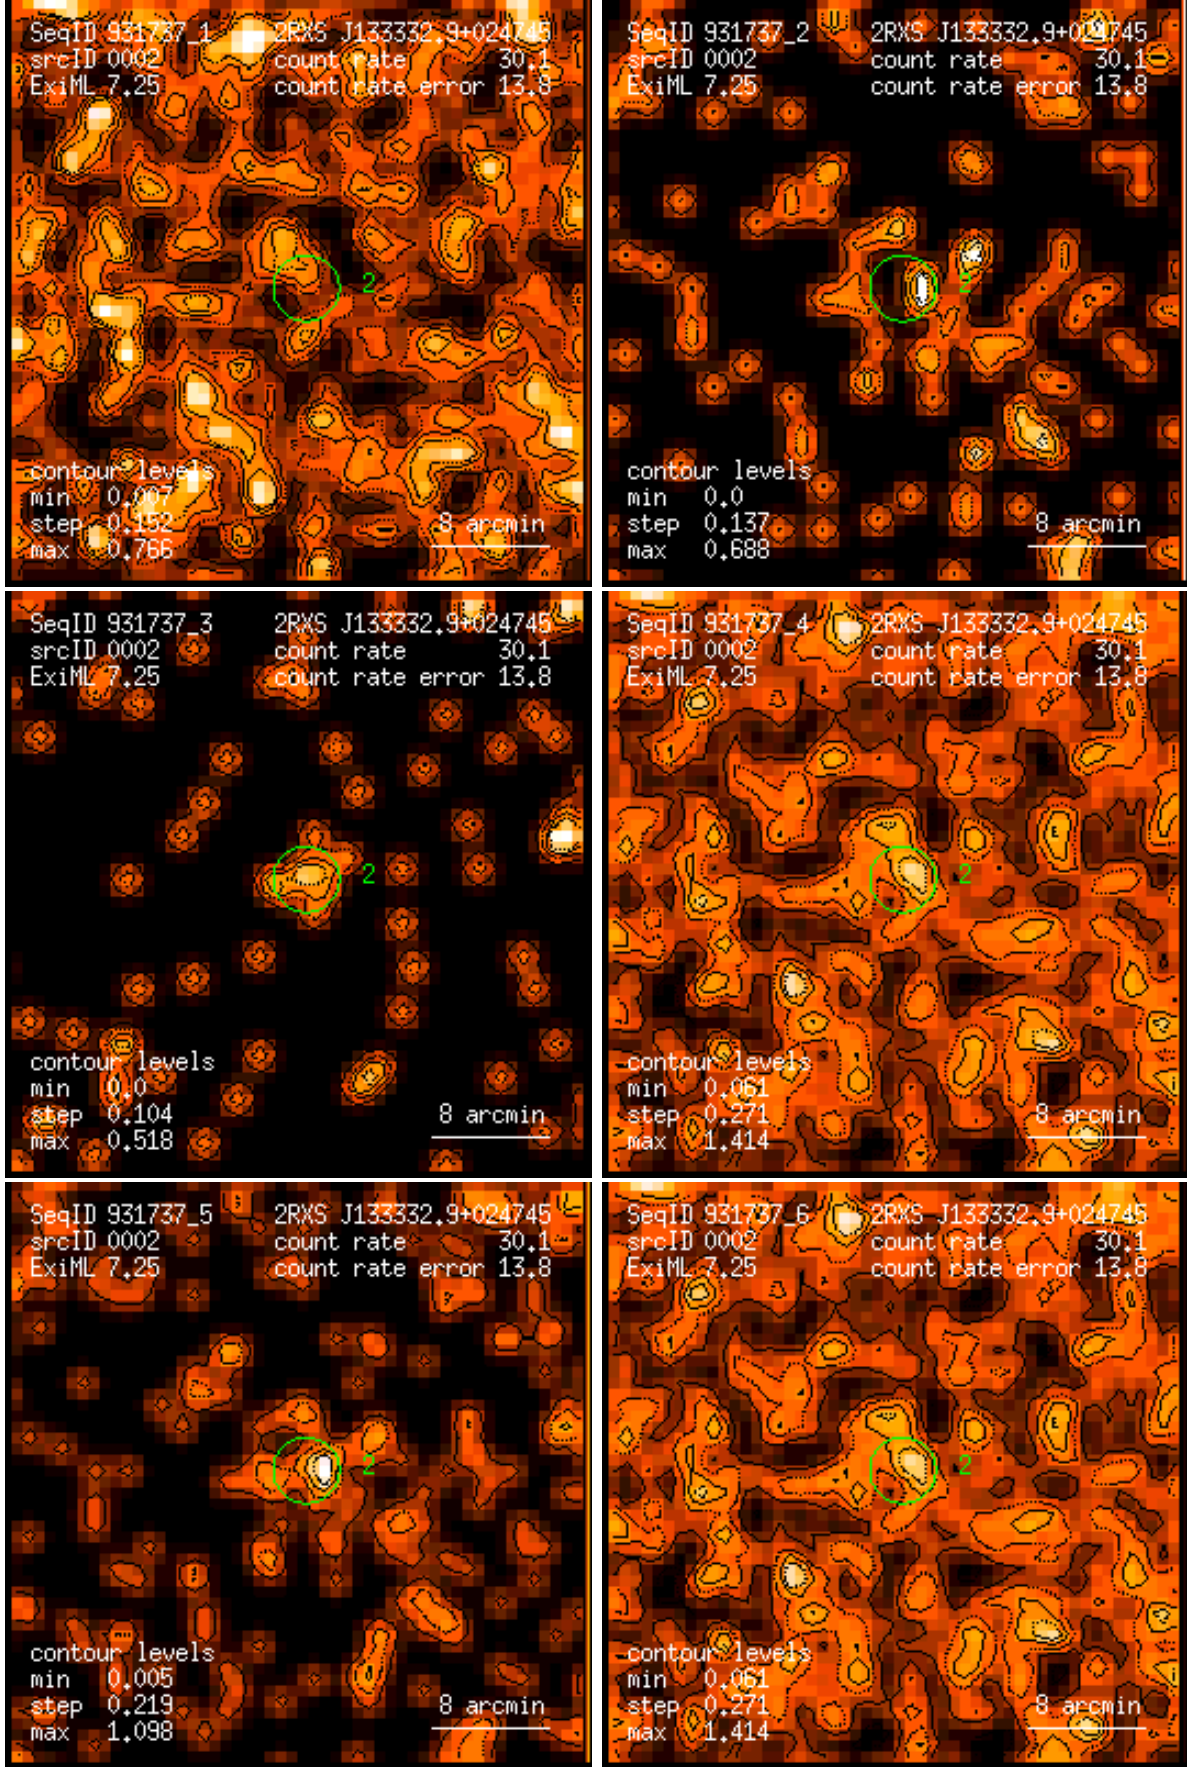 SeqID 931737_1 2RXS J133332.9+024745
srcID 0002 count rate 30.1
ExiML 7.25 count rate error 13.8
2
contour levels
min 0.007
step 0.152
max 0.766
8 arcmin
SeqID 931737_2 2RXS J133332.9+024745
srcID 0002 count rate 30.1
ExiML 7.25 count rate error 13.8
2
contour levels
min 0.0
step 0.137
max 0.688
8 arcmin
SeqID 931737_3 2RXS J133332.9+024745
srcID 0002 count rate 30.1
ExiML 7.25 count rate error 13.8
2
contour levels
min 0.0
step 0.104
max 0.518
8 arcmin
SeqID 931737_4 2RXS J133332.9+024745
srcID 0002 count rate 30.1
ExiML 7.25 count rate error 13.8
2
contour levels
min 0.061
step 0.271
max 1.414
8 arcmin
SeqID 931737_5 2RXS J133332.9+024745
srcID 0002 count rate 30.1
ExiML 7.25 count rate error 13.8
2
contour levels
min 0.005
step 0.219
max 1.098
8 arcmin
SeqID 931737_6 2RXS J133332.9+024745
srcID 0002 count rate 30.1
ExiML 7.25 count rate error 13.8
2
contour levels
min 0.061
step 0.271
max 1.414
8 arcmin